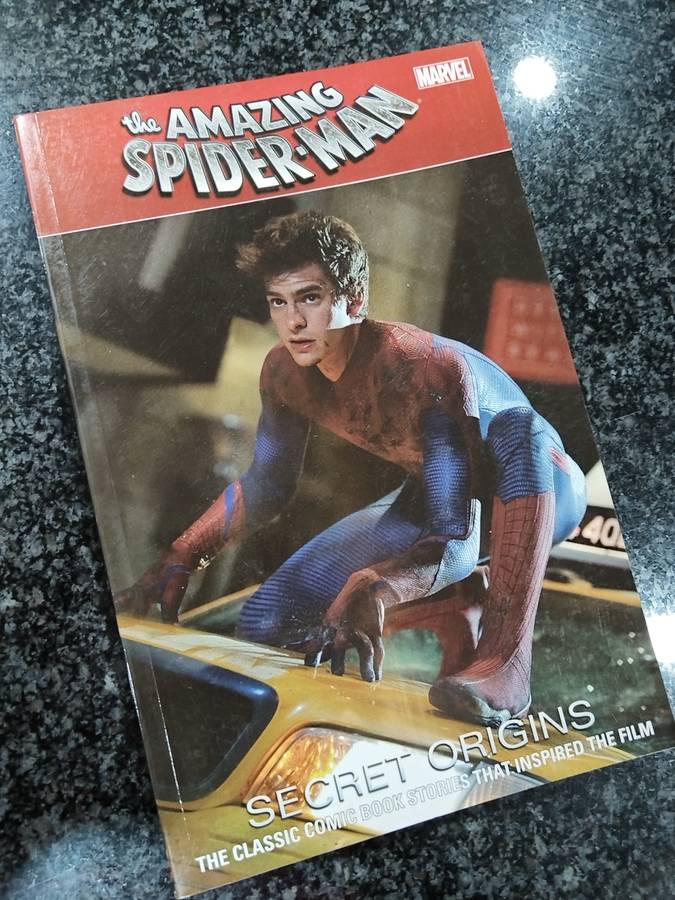 the AMAZING
SPIDER-MAN
MARVEL
SECRET ORIGINS
THE CLASSIC COMIC BOOK STORIES THAT INSPIRED THE FILM